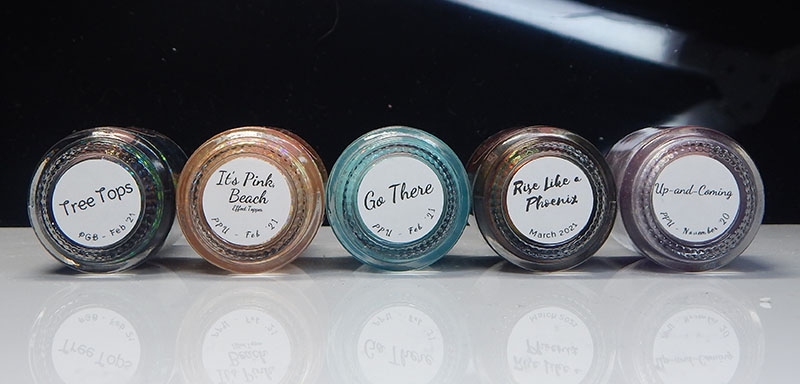 Tree Tops
PGB - Feb 21
It's Pink,
Beach
Effect Topper
PPU - Feb '21
Go There
PPU - Feb '21
Rise Like a
Phoenix
March 2021
Up-and-Coming
PPU - November '20